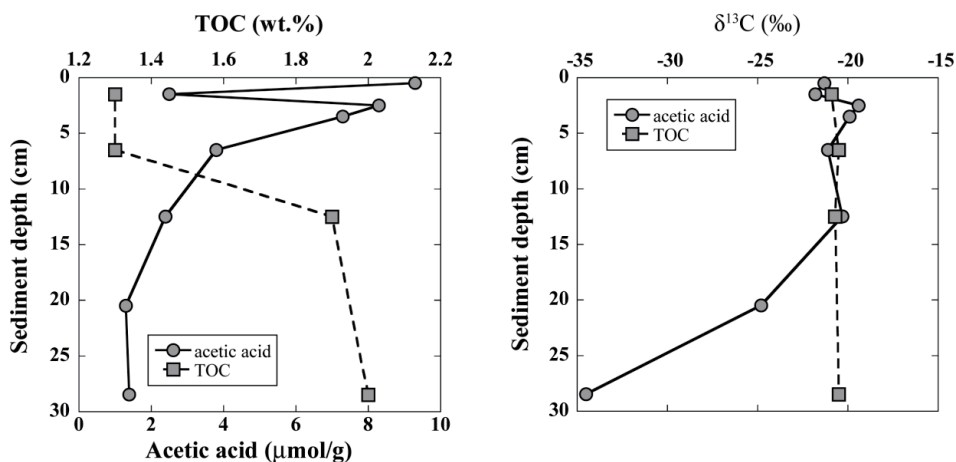 TOC (wt.%)
1.2 1.4 1.6 1.8 2 2.2
0
5
10
15
20
25
30
Sediment depth (cm)
acetic acid
TOC
0 2 4 6 8 10
Acetic acid (μmol/g)
δ¹³C (‰)
-35 -30 -25 -20 -15
0
5
10
15
20
25
30
Sediment depth (cm)
acetic acid
TOC